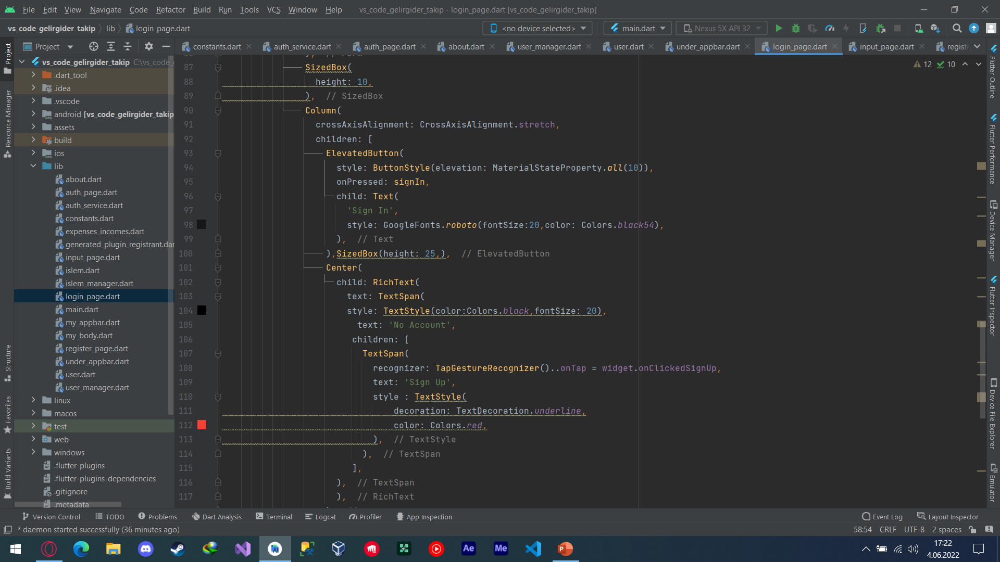 File Edit View Navigate Code Refactor Build Run Tools VCS Window Help vs_code_gelirgider_takip - login_page.dart [vs_code_gelirgider_takip]
vs_code_gelirgider_takip lib login_page.dart <no device selected> main.dart Nexus 5X API 32
Project constants.dart auth_service.dart auth_page.dart about.dart user_manager.dart user.dart under_appbar.dart login_page.dart input_page.dart
vs_code_gelirgider_takip C:\vs_code_
.dart_tool
.idea
.vscode
android [vs_code_gelirgider_takip
assets
build
ios
lib
about.dart
auth_page.dart
auth_service.dart
constants.dart
expenses_incomes.dart
generated_plugin_registrant.dar
input_page.dart
islem.dart
islem_manager.dart
login_page.dart
main.dart
my_appbar.dart
my_body.dart
register_page.dart
under_appbar.dart
user.dart
user_manager.dart
linux
macos
test
web
windows
.flutter-plugins
.flutter-plugins-dependencies
.gitignore
.metadata
Project
Resource Manager
Structure
Favorites
Build Variants
12 10
87 SizedBox(
88 height: 10,
89 ), // SizedBox
90 Column(
91 crossAxisAlignment: CrossAxisAlignment.stretch,
92 children: [
93 ElevatedButton(
94 style: ButtonStyle(elevation: MaterialStateProperty.all(10)),
95 onPressed: signIn,
96 child: Text(
97 'Sign In',
98 style: GoogleFonts.roboto(fontSize:20,color: Colors.black54),
99 ), // Text
100 ),SizedBox(height: 25,), // ElevatedButton
101 Center(
102 child: RichText(
103 text: TextSpan(
104 style: TextStyle(color:Colors.black,fontSize: 20),
105 text: 'No Account',
106 children: [
107 TextSpan(
108 recognizer: TapGestureRecognizer()..onTap = widget.onClickedSignUp,
109 text: 'Sign Up',
110 style : TextStyle(
111 decoration: TextDecoration.underline,
112 color: Colors.red,
113 ), // TextStyle
114 ), // TextSpan
115 ],
116 ), // TextSpan
117 ), // RichText
Flutter Outline
Flutter Performance
Device Manager
Flutter Inspector
Device File Explorer
Emulator
Version Control TODO Problems Dart Analysis Terminal Logcat Profiler App Inspection Event Log Layout Inspector
* daemon started successfully (36 minutes ago) 58:54 CRLF UTF-8 2 spaces
Ae Me
17:22
4.06.2022